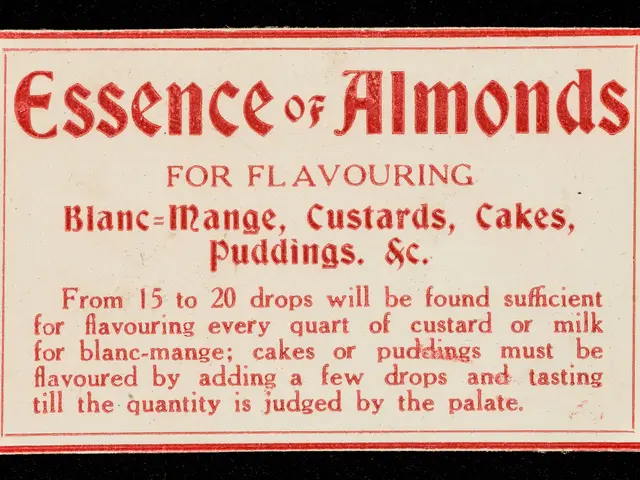 Essence of Almonds
FOR FLAVOURING
Blanc=Mange, Custards, Cakes,
Puddings. &c.
From 15 to 20 drops will be found sufficient
for flavouring every quart of custard or milk
for blanc-mange; cakes or puddings must be
flavoured by adding a few drops and tasting
till the quantity is judged by the palate.